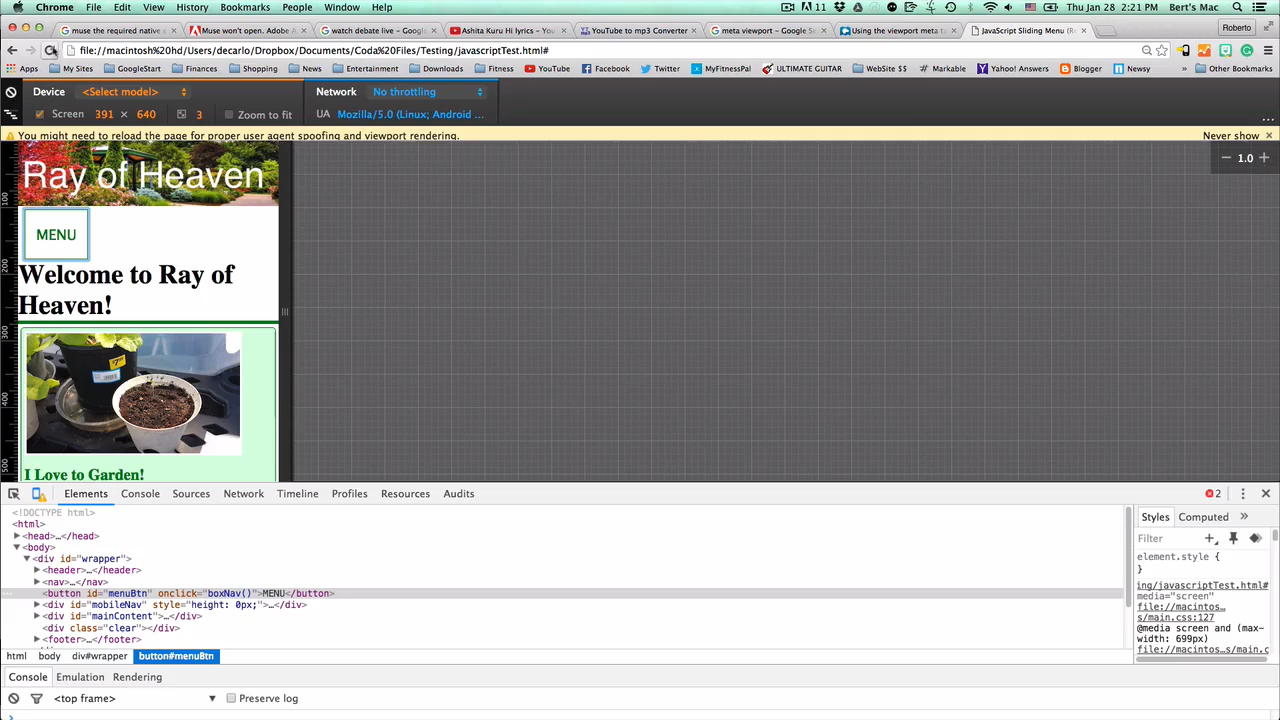 Chrome File Edit View History Bookmarks People Window Help 11 Thu Jan 28 2:21 PM Bert's Mac
muse the required native s Muse won't open. Adobe A watch debate live – Google Ashita Kuru Hi lyrics – You YouTube to mp3 Converter meta viewport – Google Se Using the viewport meta ta JavaScript Sliding Menu (Re Roberto
file://macintosh%20hd/Users/decarlo/Dropbox/Documents/Coda%20Files/Testing/javascriptTest.html#
Apps My Sites GoogleStart Finances Shopping News Entertainment Downloads Fitness YouTube Facebook Twitter MyFitnessPal ULTIMATE GUITAR WebSite $$ Markable Yahoo! Answers Blogger Newsy » Other Bookmarks
Device <Select model> Network No throttling
Screen 391 × 640 3 Zoom to fit UA Mozilla/5.0 (Linux; Android ...
You might need to reload the page for proper user agent spoofing and viewport rendering. Never show ×
Ray of Heaven
− 1.0 +
100
MENU
200
Welcome to Ray of
Heaven!
300
400
500
I Love to Garden!
Elements Console Sources Network Timeline Profiles Resources Audits 2
<!DOCTYPE html>
<html>
<head>…</head>
<body>
<div id="wrapper">
<header>…</header>
<nav>…</nav>
<button id="menuBtn" onclick="boxNav()">MENU</button>
<div id="mobileNav" style="height: 0px;">…</div>
<div id="mainContent">…</div>
<div class="clear"></div>
<footer>…</footer>
Styles Computed »
Filter
element.style {
}
ing/javascriptTest.html#
media="screen"
file://macintos…
s/main.css:127
@media screen and (max-
width: 699px)
file://macintos…s/main.c
html body div#wrapper button#menuBtn
Console Emulation Rendering
<top frame> ▼ Preserve log